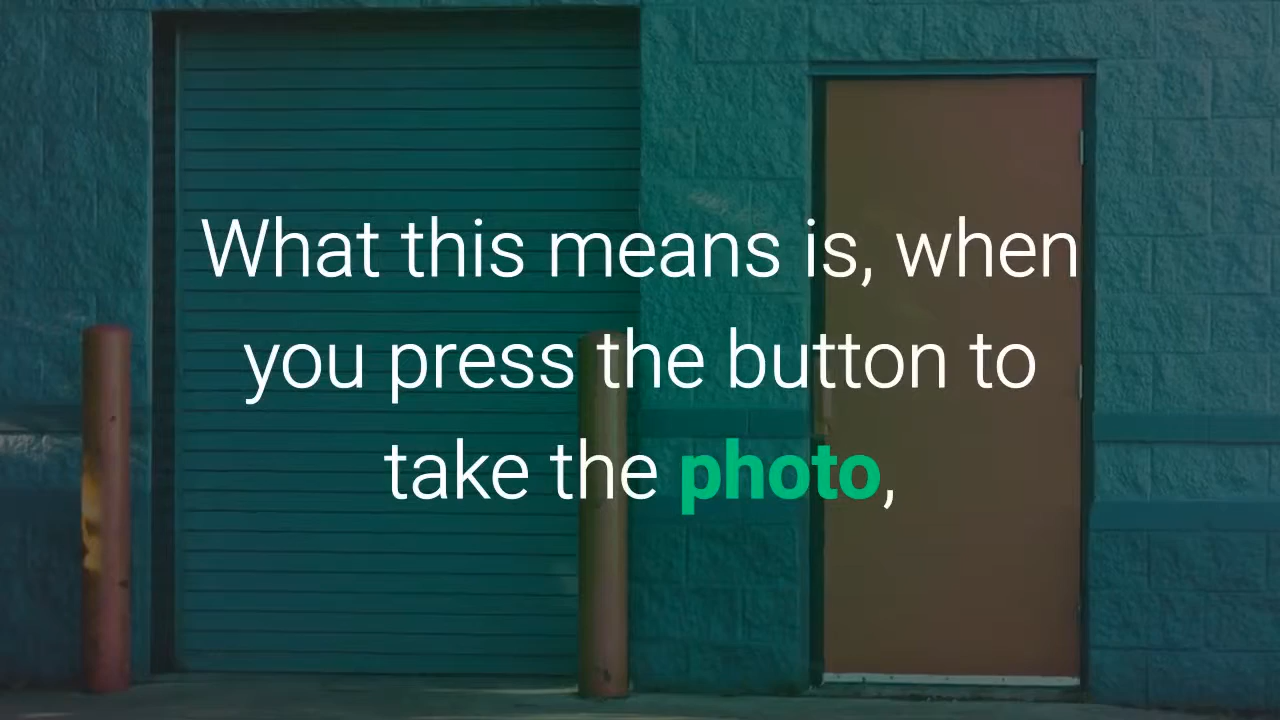 What this means is, when
you press the button to
take the photo,